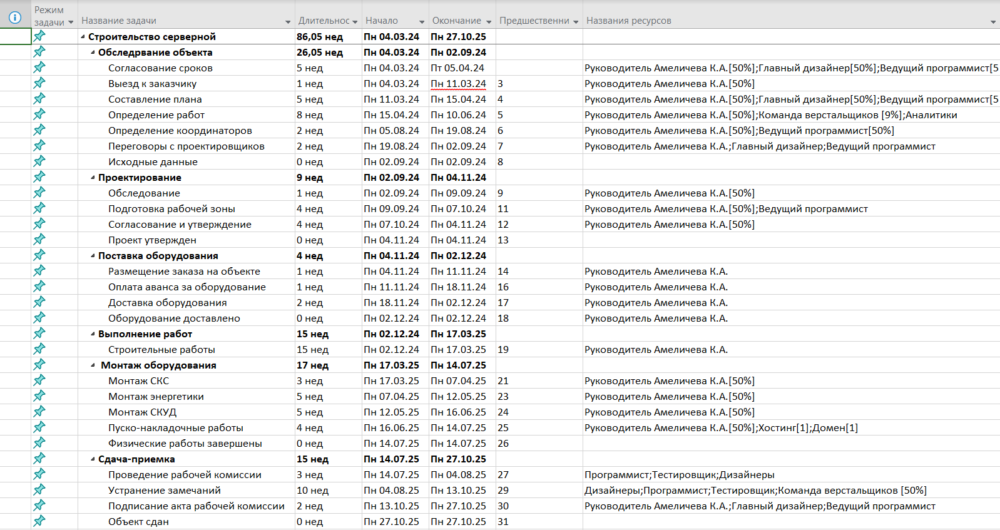 Режим задачи Название задачи Длительнос Начало Окончание Предшественни Названия ресурсов
Строительство серверной 86,05 нед Пн 04.03.24 Пн 27.10.25
Обследрвание объекта 26,05 нед Пн 04.03.24 Пн 02.09.24
Согласование сроков 5 нед Пн 04.03.24 Пт 05.04.24 Руководитель Амеличева К.А.[50%];Главный дизайнер[50%];Ведущий программист[5
Выезд к заказчику 1 нед Пн 04.03.24 Пн 11.03.24 3 Руководитель Амеличева К.А.[50%]
Составление плана 5 нед Пн 11.03.24 Пн 15.04.24 4 Руководитель Амеличева К.А.[50%];Главный дизайнер[50%];Ведущий программист[5
Определение работ 8 нед Пн 15.04.24 Пн 10.06.24 5 Руководитель Амеличева К.А.[50%];Команда верстальщиков [9%];Аналитики
Определение координаторов 2 нед Пн 05.08.24 Пн 19.08.24 6 Руководитель Амеличева К.А.[50%];Ведущий программист[50%]
Переговоры с проектировщиков 2 нед Пн 19.08.24 Пн 02.09.24 7 Руководитель Амеличева К.А.;Главный дизайнер;Ведущий программист
Исходные данные 0 нед Пн 02.09.24 Пн 02.09.24 8
Проектирование 9 нед Пн 02.09.24 Пн 04.11.24
Обследование 1 нед Пн 02.09.24 Пн 09.09.24 9 Руководитель Амеличева К.А.[50%]
Подготовка рабочей зоны 4 нед Пн 09.09.24 Пн 07.10.24 11 Руководитель Амеличева К.А.[50%];Ведущий программист
Согласование и утверждение 4 нед Пн 07.10.24 Пн 04.11.24 12 Руководитель Амеличева К.А.[50%]
Проект утвержден 0 нед Пн 04.11.24 Пн 04.11.24 13
Поставка оборудования 4 нед Пн 04.11.24 Пн 02.12.24
Размещение заказа на объекте 1 нед Пн 04.11.24 Пн 11.11.24 14 Руководитель Амеличева К.А.
Оплата аванса за оборудование 1 нед Пн 11.11.24 Пн 18.11.24 16 Руководитель Амеличева К.А.
Доставка оборудования 2 нед Пн 18.11.24 Пн 02.12.24 17 Руководитель Амеличева К.А.
Оборудование доставлено 0 нед Пн 02.12.24 Пн 02.12.24 18 Руководитель Амеличева К.А.
Выполнение работ 15 нед Пн 02.12.24 Пн 17.03.25
Строительные работы 15 нед Пн 02.12.24 Пн 17.03.25 19 Руководитель Амеличева К.А.
Монтаж оборудования 17 нед Пн 17.03.25 Пн 14.07.25
Монтаж СКС 3 нед Пн 17.03.25 Пн 07.04.25 21 Руководитель Амеличева К.А.[50%]
Монтаж энергетики 5 нед Пн 07.04.25 Пн 12.05.25 23 Руководитель Амеличева К.А.[50%]
Монтаж СКУД 5 нед Пн 12.05.25 Пн 16.06.25 24 Руководитель Амеличева К.А.[50%]
Пуско-накладочные работы 4 нед Пн 16.06.25 Пн 14.07.25 25 Руководитель Амеличева К.А.[50%];Хостинг[1];Домен[1]
Физические работы завершены 0 нед Пн 14.07.25 Пн 14.07.25 26
Сдача-приемка 15 нед Пн 14.07.25 Пн 27.10.25
Проведение рабочей комиссии 3 нед Пн 14.07.25 Пн 04.08.25 27 Программист;Тестировщик;Дизайнеры
Устранение замечаний 10 нед Пн 04.08.25 Пн 13.10.25 29 Дизайнеры;Программист;Тестировщик;Команда верстальщиков [50%]
Подписание акта рабочей комиссии 2 нед Пн 13.10.25 Пн 27.10.25 30 Руководитель Амеличева К.А.;Главный дизайнер;Ведущий программист
Объект сдан 0 нед Пн 27.10.25 Пн 27.10.25 31